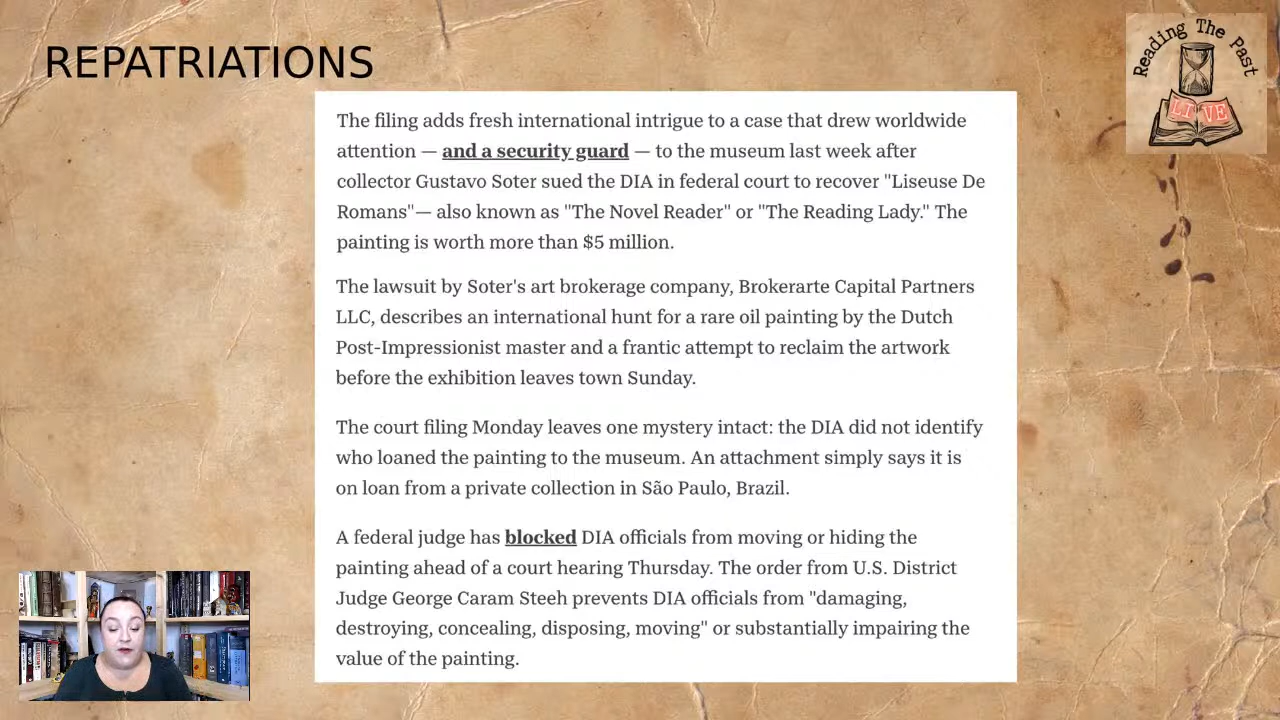 REPATRIATIONS
Reading The Past
LIVE
The filing adds fresh international intrigue to a case that drew worldwide
attention — and a security guard — to the museum last week after
collector Gustavo Soter sued the DIA in federal court to recover "Liseuse De
Romans"— also known as "The Novel Reader" or "The Reading Lady." The
painting is worth more than $5 million.
The lawsuit by Soter's art brokerage company, Brokerarte Capital Partners
LLC, describes an international hunt for a rare oil painting by the Dutch
Post-Impressionist master and a frantic attempt to reclaim the artwork
before the exhibition leaves town Sunday.
The court filing Monday leaves one mystery intact: the DIA did not identify
who loaned the painting to the museum. An attachment simply says it is
on loan from a private collection in São Paulo, Brazil.
A federal judge has blocked DIA officials from moving or hiding the
painting ahead of a court hearing Thursday. The order from U.S. District
Judge George Caram Steeh prevents DIA officials from "damaging,
destroying, concealing, disposing, moving" or substantially impairing the
value of the painting.